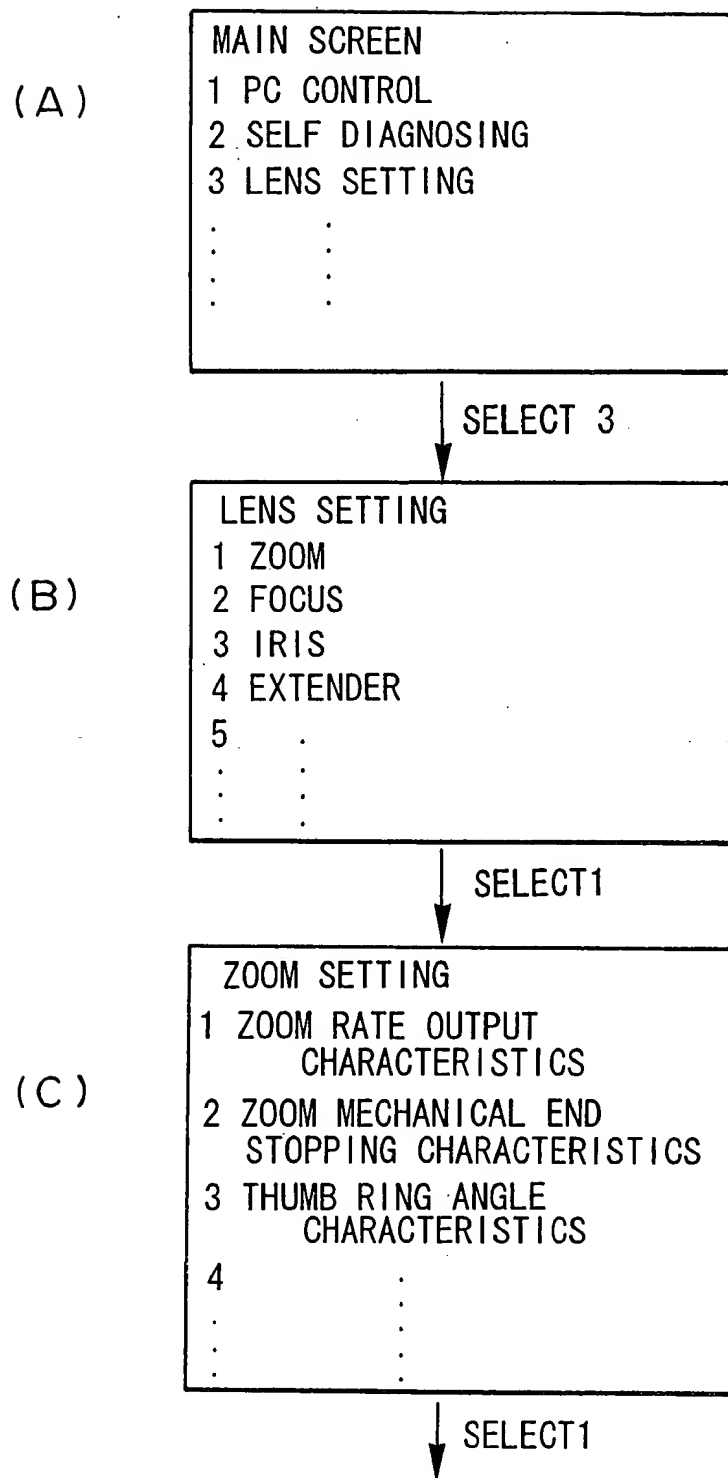 (A)
MAIN SCREEN
1 PC CONTROL
2 SELF DIAGNOSING
3 LENS SETTING
SELECT 3
(B)
LENS SETTING
1 ZOOM
2 FOCUS
3 IRIS
4 EXTENDER
5
SELECT1
(C)
ZOOM SETTING
1 ZOOM RATE OUTPUT
CHARACTERISTICS
2 ZOOM MECHANICAL END
STOPPING CHARACTERISTICS
3 THUMB RING ANGLE
CHARACTERISTICS
4
SELECT1